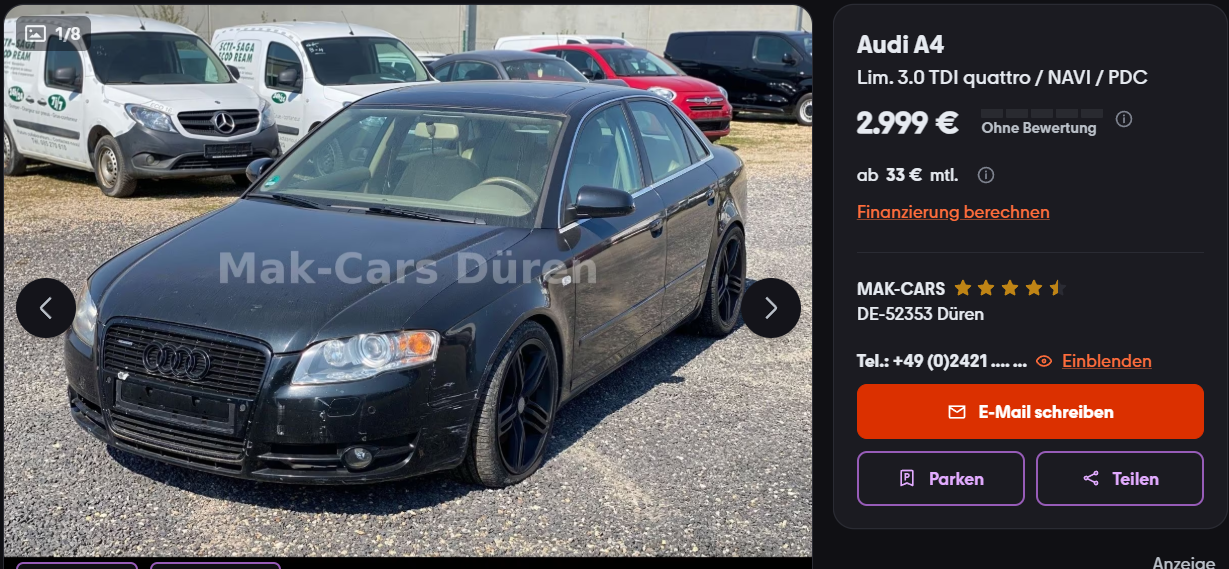 1/8
Mak-Cars Düren
Audi A4
Lim. 3.0 TDI quattro / NAVI / PDC
2.999 €
Ohne Bewertung
ab 33 € mtl.
Finanzierung berechnen
MAK-CARS
DE-52353 Düren
Tel.: +49 (0)2421 .... ... Einblenden
E-Mail schreiben
Parken
Teilen
Anzeige